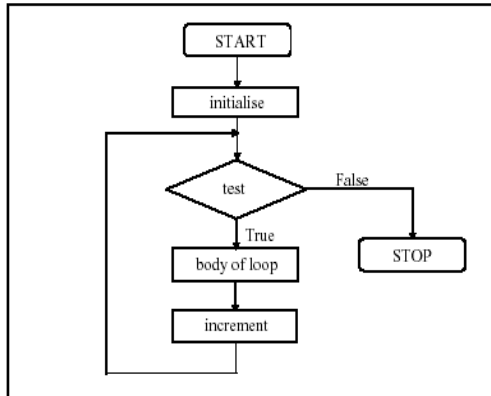 START
initialise
test
False
True
STOP
body of loop
increment